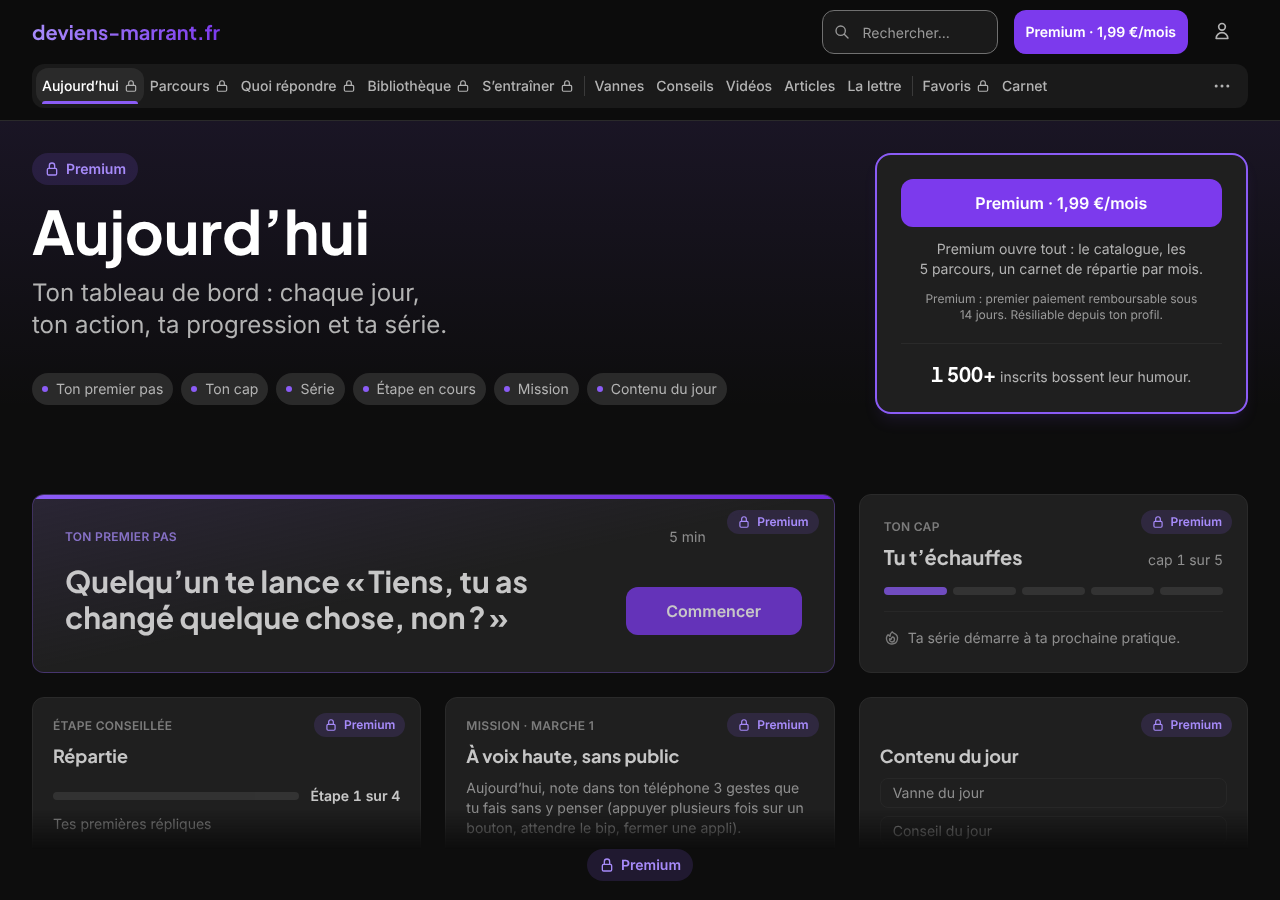 deviens-marrant.fr
Rechercher...
Premium · 1,99 €/mois
Aujourd’hui
Parcours
Quoi répondre
Bibliothèque
S’entraîner
Vannes
Conseils
Vidéos
Articles
La lettre
Favoris
Carnet
Premium
Aujourd’hui
Ton tableau de bord : chaque jour,
ton action, ta progression et ta série.
Ton premier pas
Ton cap
Série
Étape en cours
Mission
Contenu du jour
Premium · 1,99 €/mois
Premium ouvre tout : le catalogue, les
5 parcours, un carnet de répartie par mois.
Premium : premier paiement remboursable sous
14 jours. Résiliable depuis ton profil.
1 500+ inscrits bossent leur humour.
TON PREMIER PAS
5 min
Premium
Quelqu’un te lance « Tiens, tu as
changé quelque chose, non ? »
Commencer
TON CAP
Premium
Tu t’échauffes
cap 1 sur 5
Ta série démarre à ta prochaine pratique.
ÉTAPE CONSEILLÉE
Premium
Répartie
Étape 1 sur 4
Tes premières répliques
MISSION · MARCHE 1
Premium
À voix haute, sans public
Aujourd’hui, note dans ton téléphone 3 gestes que
tu fais sans y penser (appuyer plusieurs fois sur un
bouton, attendre le bip, fermer une appli).
Premium
Contenu du jour
Vanne du jour
Conseil du jour
Premium